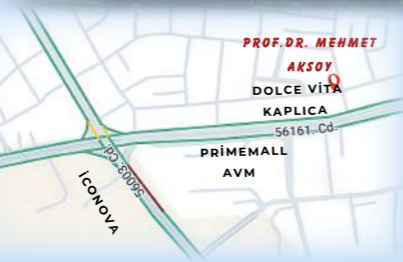 PROF.DR. MEHMET
AKSOY
DOLCE VİTA
KAPLICA
56161. Cd.
PRİMEMALL
AVM
56003. Cd.
İCONOVA